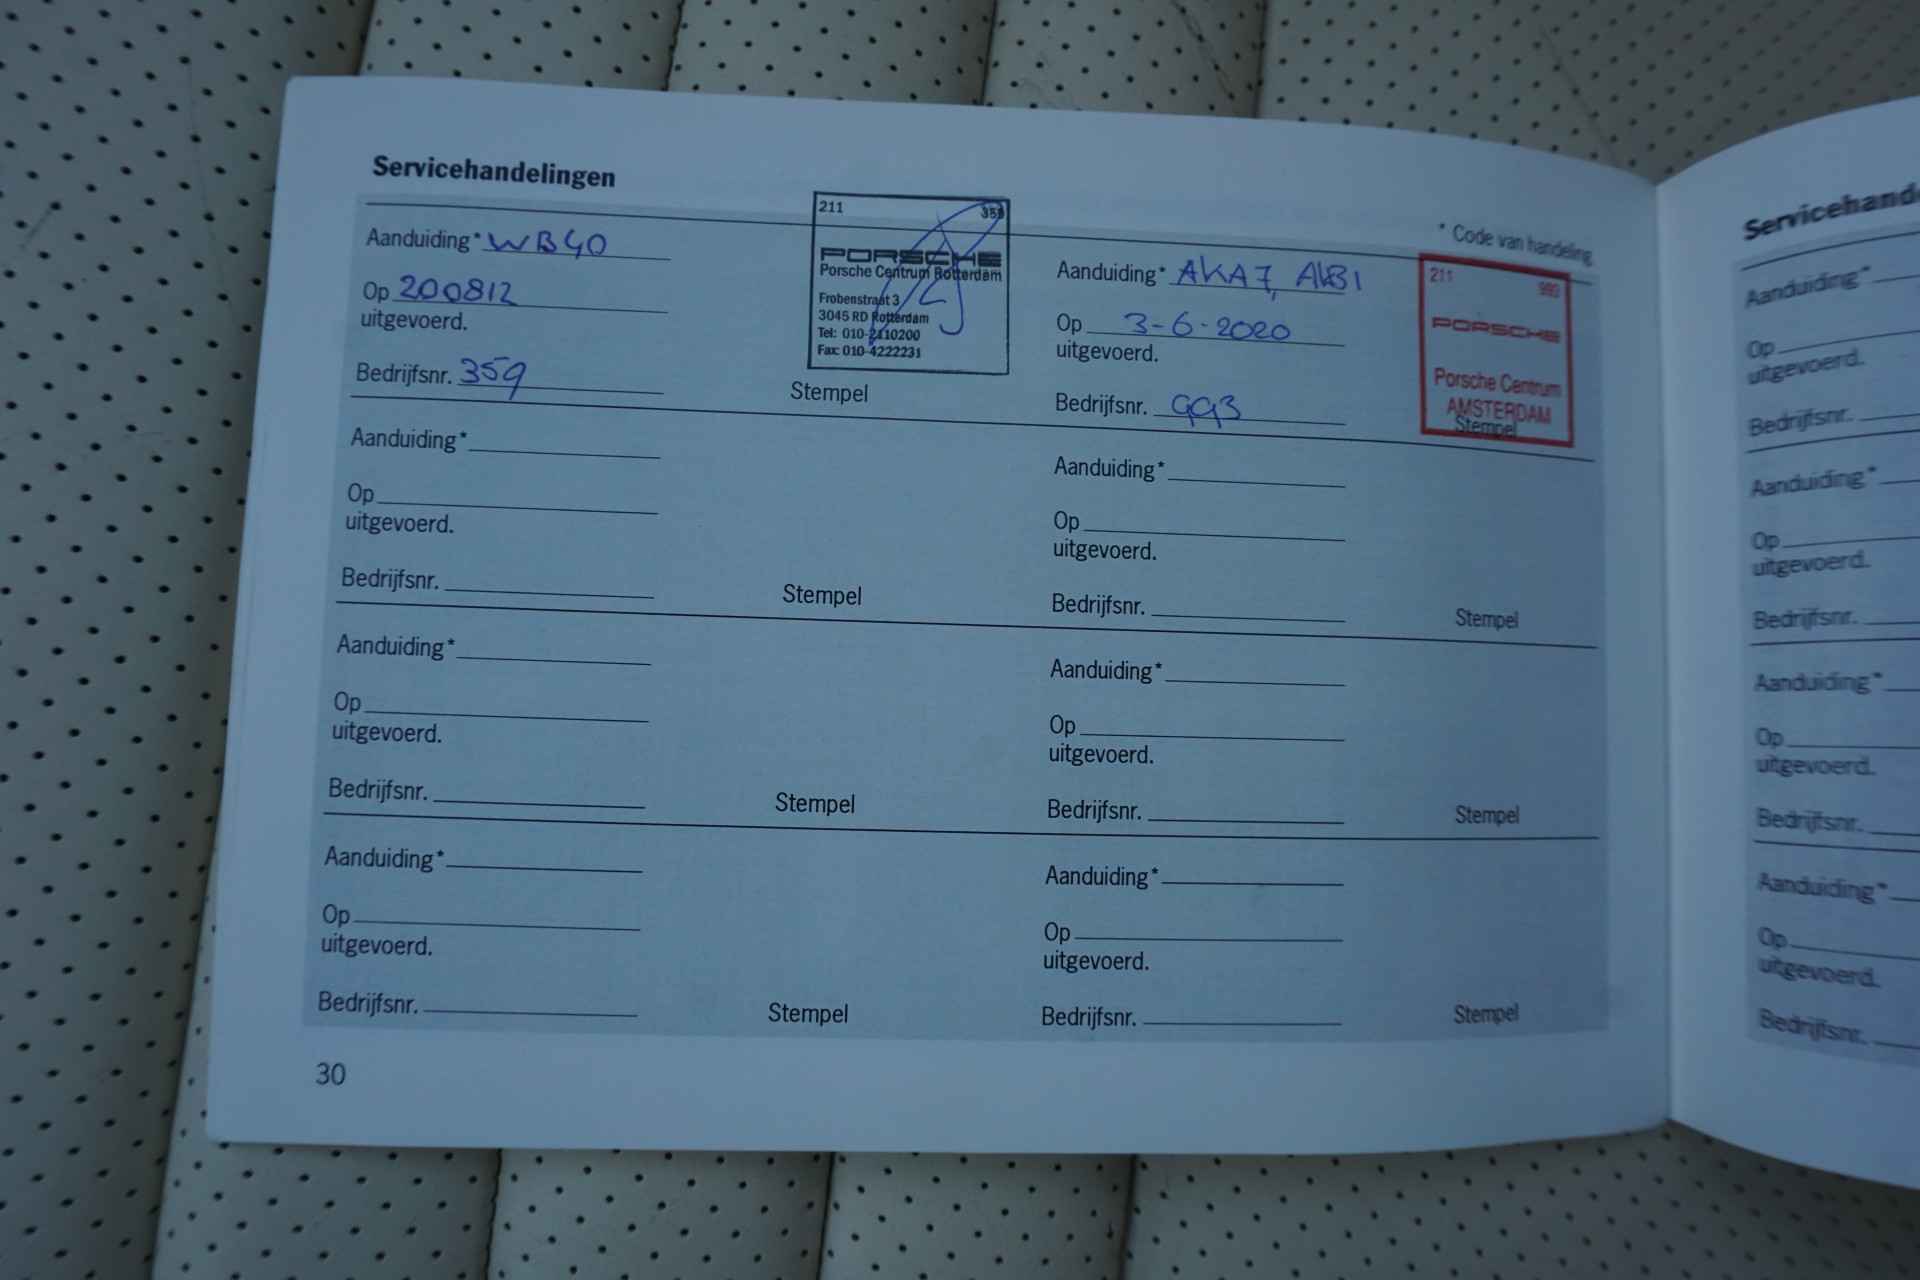 Servicehandelingen
* Code van handeling
Aanduiding* WB40
Op 200812
uitgevoerd.
Bedrijfsnr. 359
211 359
PORSCHE
Porsche Centrum Rotterdam
Frobenstraat 3
3045 RD Rotterdam
Tel: 010-2410200
Fax: 010-4222231
Stempel
Aanduiding* AKA7, AKB1
Op 3-6-2020
uitgevoerd.
Bedrijfsnr. 993
211 993
PORSCHE
Porsche Centrum
AMSTERDAM
Stempel
Aanduiding*
Op
uitgevoerd.
Bedrijfsnr.
Stempel
Aanduiding*
Op
uitgevoerd.
Bedrijfsnr.
Stempel
Aanduiding*
Op
uitgevoerd.
Bedrijfsnr.
Stempel
Aanduiding*
Op
uitgevoerd.
Bedrijfsnr.
Stempel
Aanduiding*
Op
uitgevoerd.
Bedrijfsnr.
Stempel
Aanduiding*
Op
uitgevoerd.
Bedrijfsnr.
Stempel
30
Aanduiding*
Op
uitgevoerd.
Bedrijfsnr.
Aanduiding*
Op
uitgevoerd.
Bedrijfsnr.
Aanduiding*
Op
uitgevoerd.
Bedrijfsnr.
Aanduiding*
Op
uitgevoerd.
Bedrijfsnr.